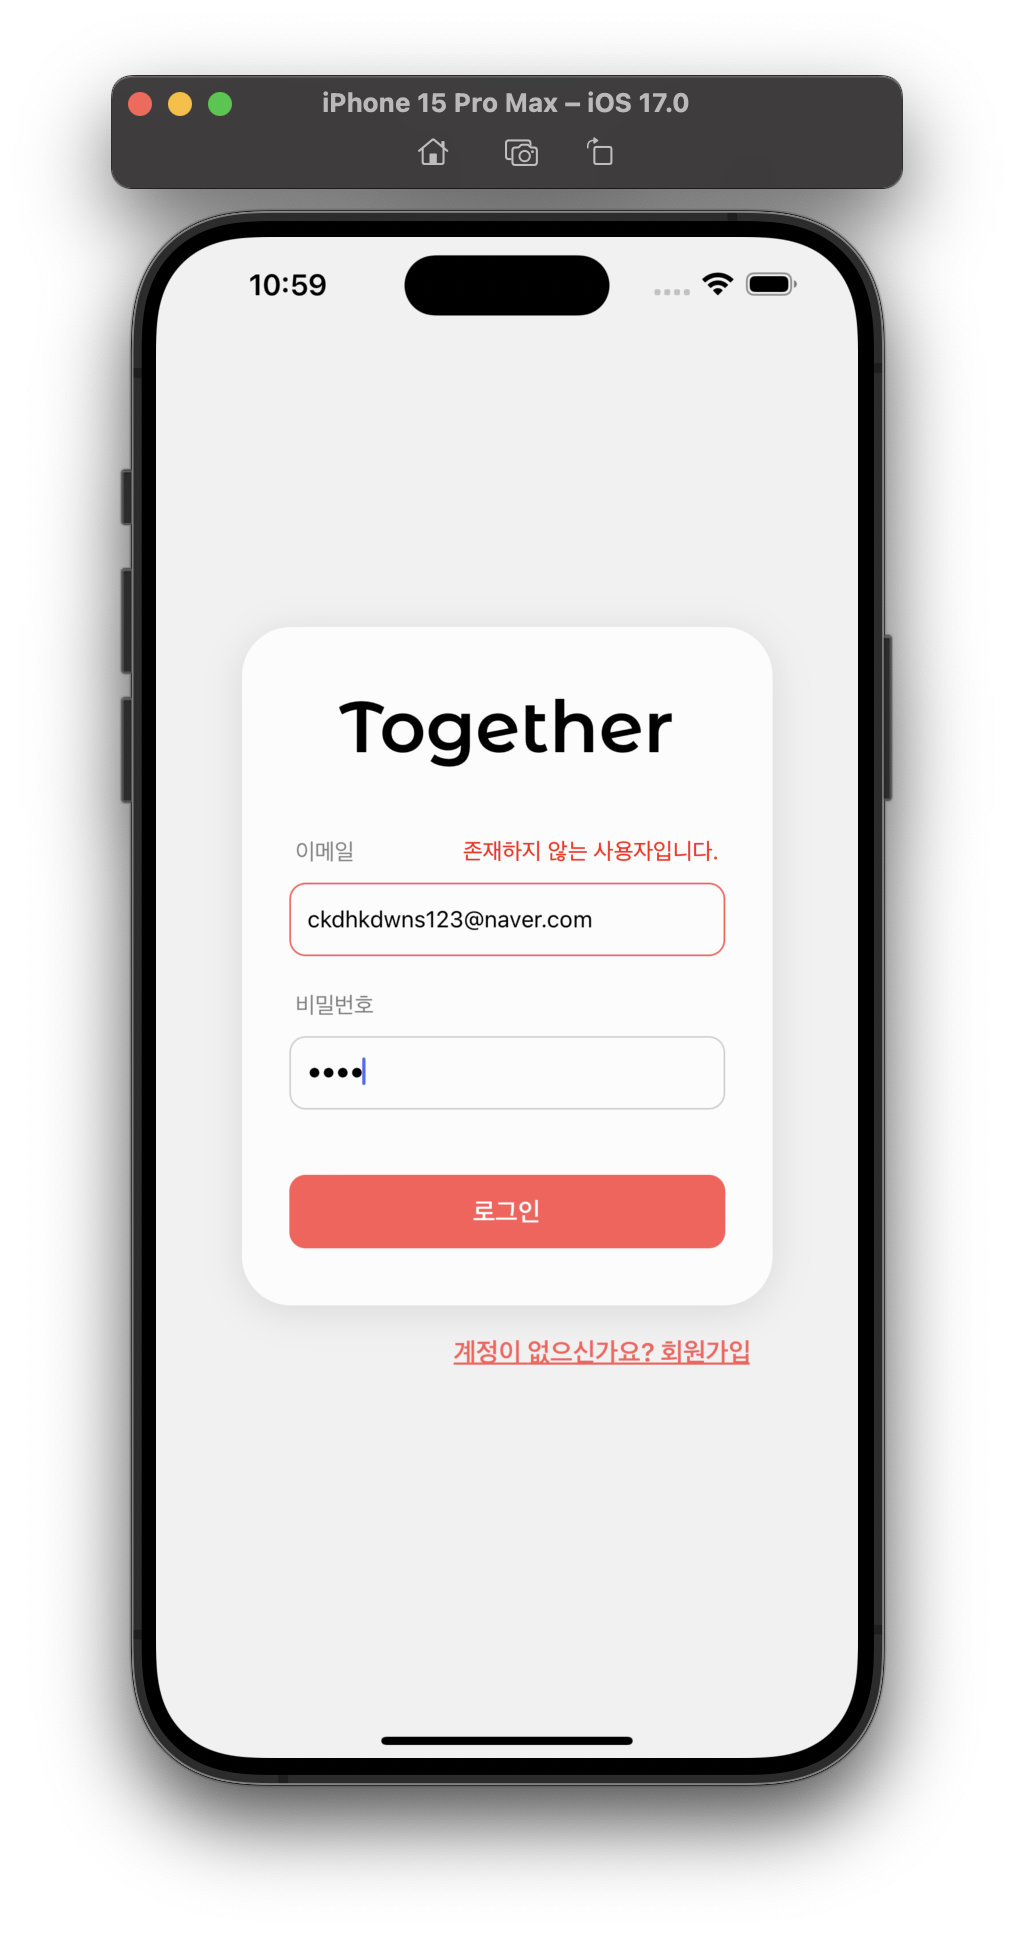 iPhone 15 Pro Max – iOS 17.0
10:59
Together
이메일 존재하지 않는 사용자입니다.
ckdhkdwns123@naver.com
비밀번호
••••
로그인
계정이 없으신가요? 회원가입